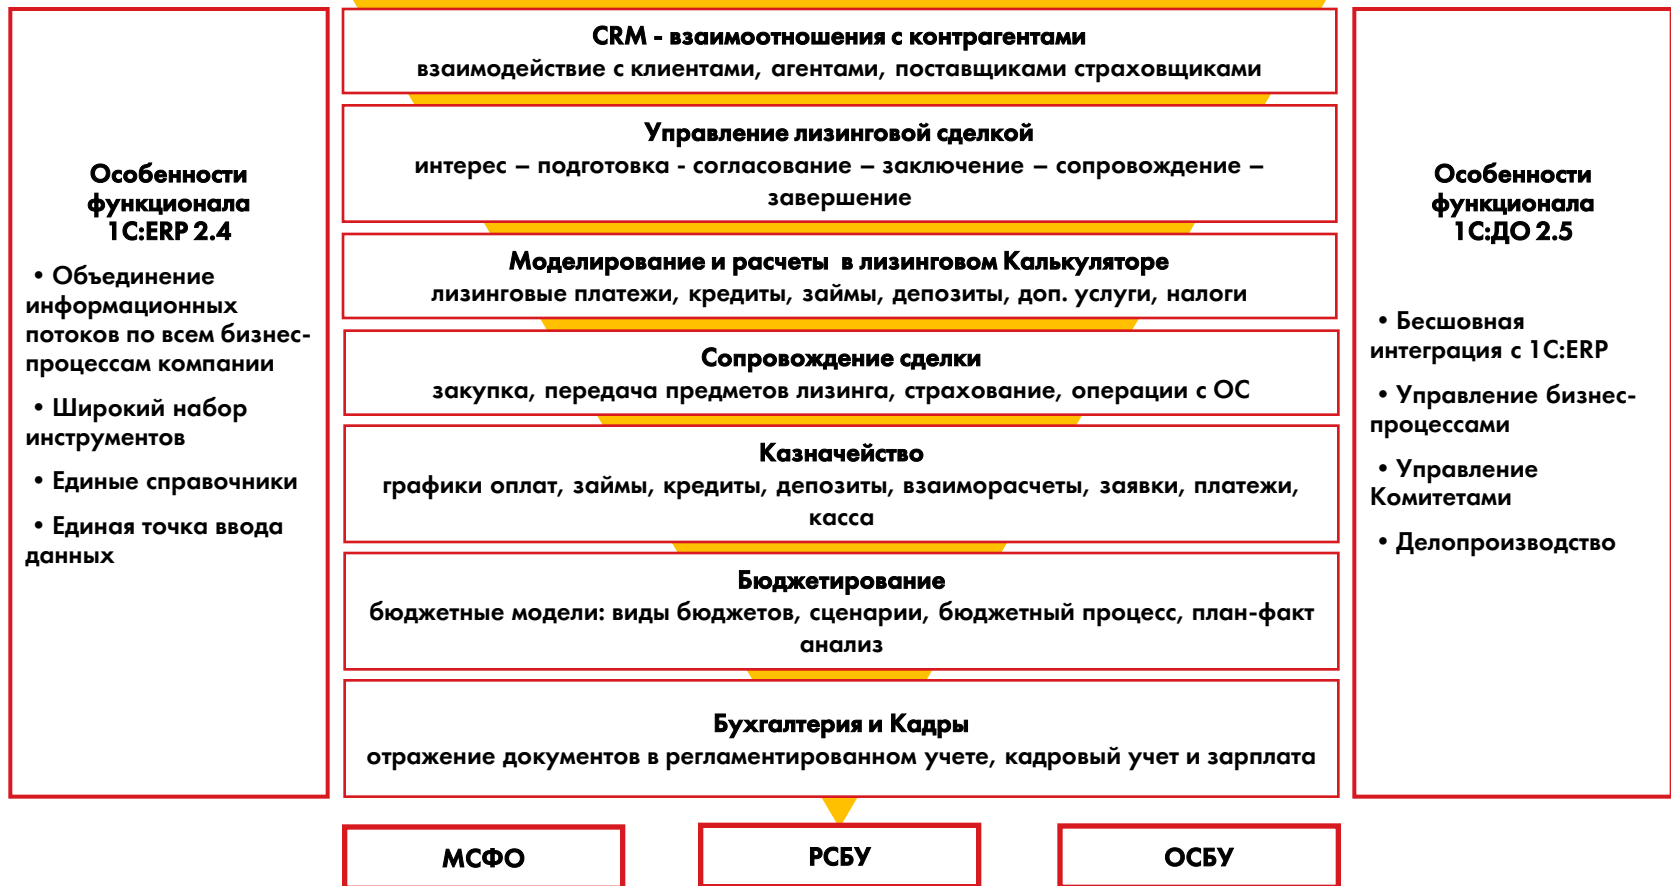 Особенности
функционала
1С:ERP 2.4
• Объединение
информационных
потоков по всем бизнес-
процессам компании
• Широкий набор
инструментов
• Единые справочники
• Единая точка ввода
данных
CRM - взаимоотношения с контрагентами
взаимодействие с клиентами, агентами, поставщиками страховщиками
Управление лизинговой сделкой
интерес – подготовка - согласование – заключение – сопровождение –
завершение
Моделирование и расчеты в лизинговом Калькуляторе
лизинговые платежи, кредиты, займы, депозиты, доп. услуги, налоги
Сопровождение сделки
закупка, передача предметов лизинга, страхование, операции с ОС
Казначейство
графики оплат, займы, кредиты, депозиты, взаиморасчеты, заявки, платежи,
касса
Бюджетирование
бюджетные модели: виды бюджетов, сценарии, бюджетный процесс, план-факт
анализ
Бухгалтерия и Кадры
отражение документов в регламентированном учете, кадровый учет и зарплата
Особенности
функционала
1С:ДО 2.5
• Бесшовная
интеграция с 1С:ERP
• Управление бизнес-
процессами
• Управление
Комитетами
• Делопроизводство
МСФО
РСБУ
ОСБУ